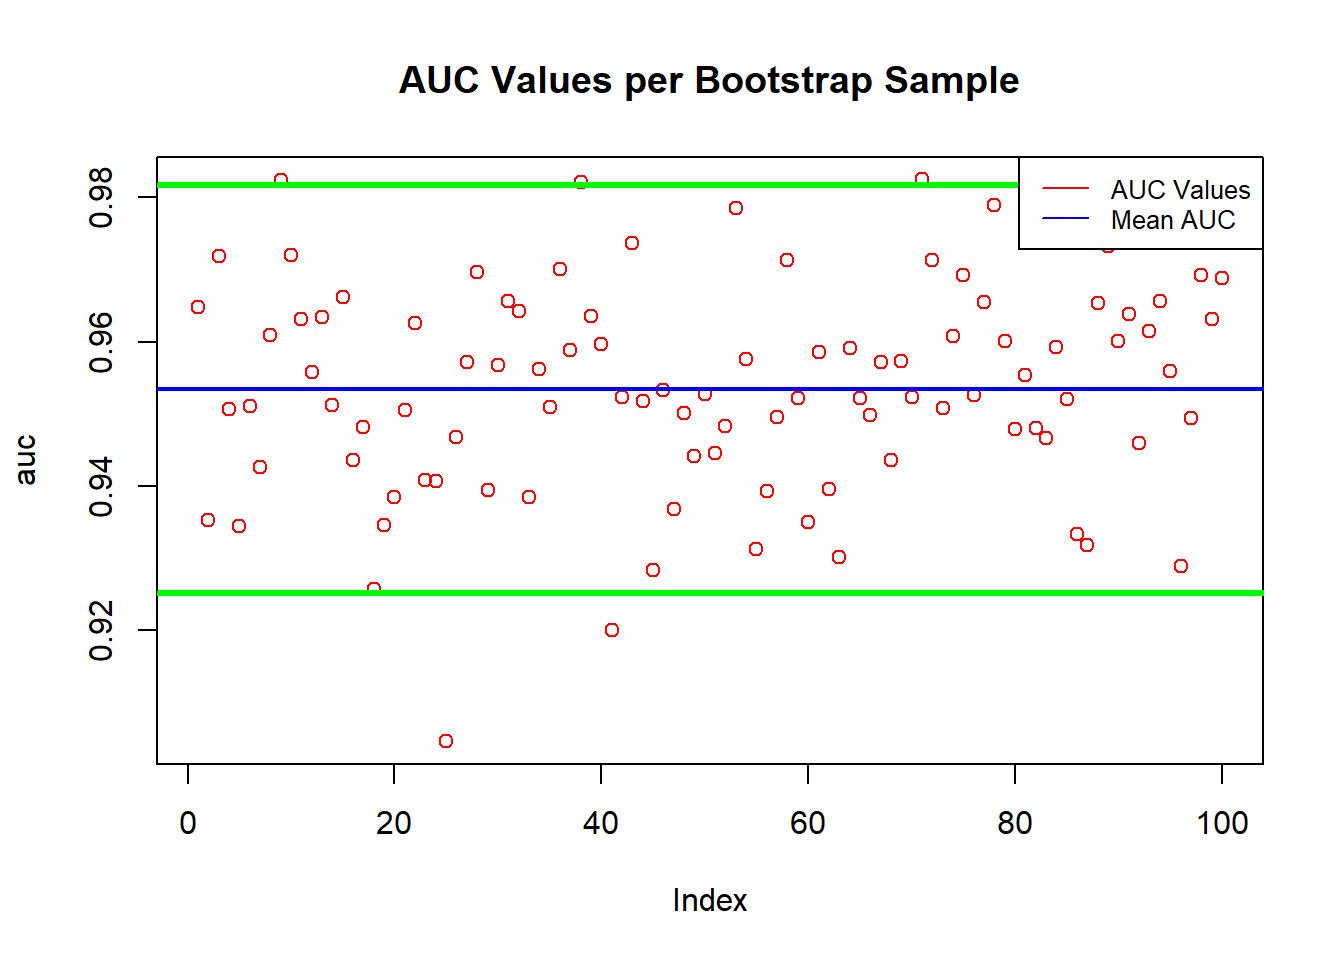 AUC Values per Bootstrap Sample
AUC Values
Mean AUC
auc
0.98
0.96
0.94
0.92
0 20 40 60 80 100
Index